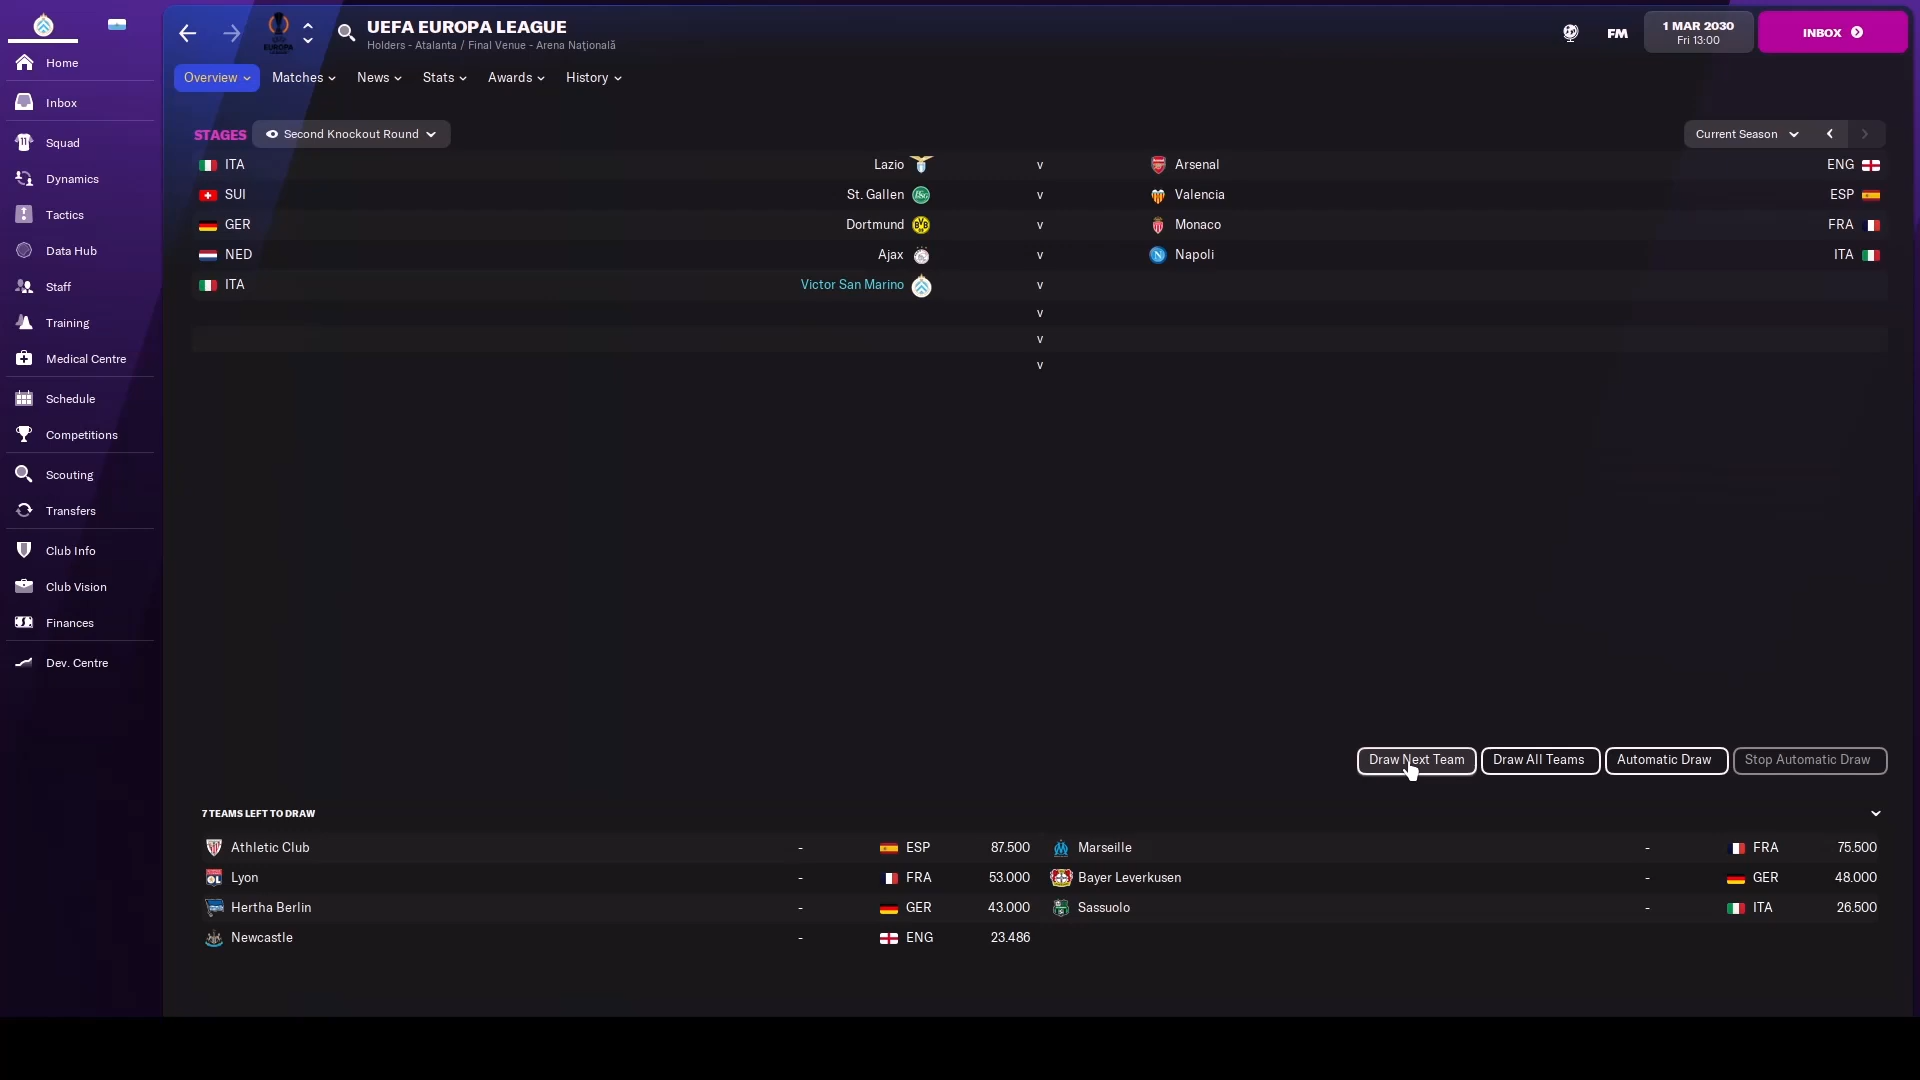 UEFA EUROPA LEAGUE
Holders - Atalanta / Final Venue - Arena Națională
FM
1 MAR 2030
Fri 13:00
INBOX
Home
Inbox
Squad
Dynamics
Tactics
Data Hub
Staff
Training
Medical Centre
Schedule
Competitions
Scouting
Transfers
Club Info
Club Vision
Finances
Dev. Centre
Overview Matches News Stats Awards History
STAGES Second Knockout Round Current Season
ITA Lazio v Arsenal ENG
SUI St. Gallen v Valencia ESP
GER Dortmund v Monaco FRA
NED Ajax v Napoli ITA
ITA Victor San Marino v
v
v
v
Draw Next Team Draw All Teams Automatic Draw Stop Automatic Draw
7 TEAMS LEFT TO DRAW
Athletic Club - ESP 87.500 Marseille - FRA 75.500
Lyon - FRA 53.000 Bayer Leverkusen - GER 48.000
Hertha Berlin - GER 43.000 Sassuolo - ITA 26.500
Newcastle - ENG 23.486